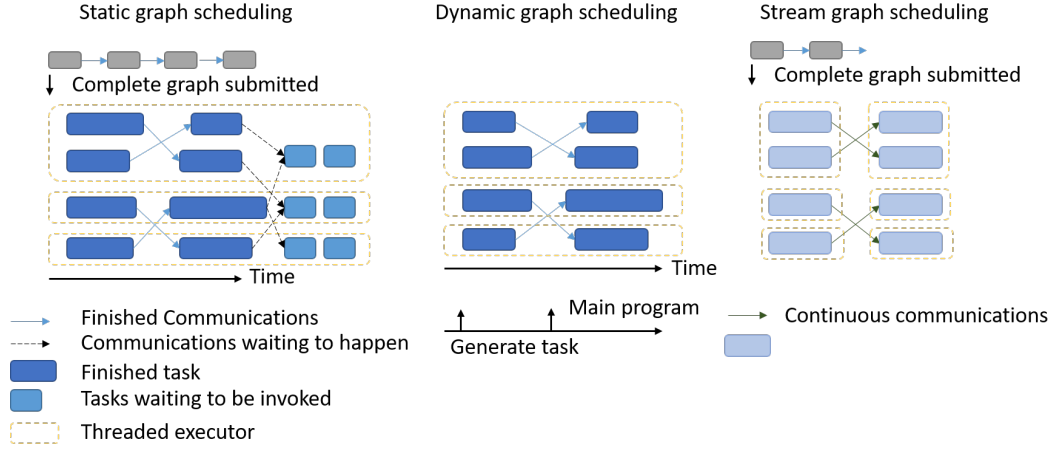 Static graph scheduling
Dynamic graph scheduling
Stream graph scheduling
Complete graph submitted
Complete graph submitted
Time
Time
Main program
Generate task
Finished Communications
Communications waiting to happen
Finished task
Tasks waiting to be invoked
Threaded executor
Continuous communications